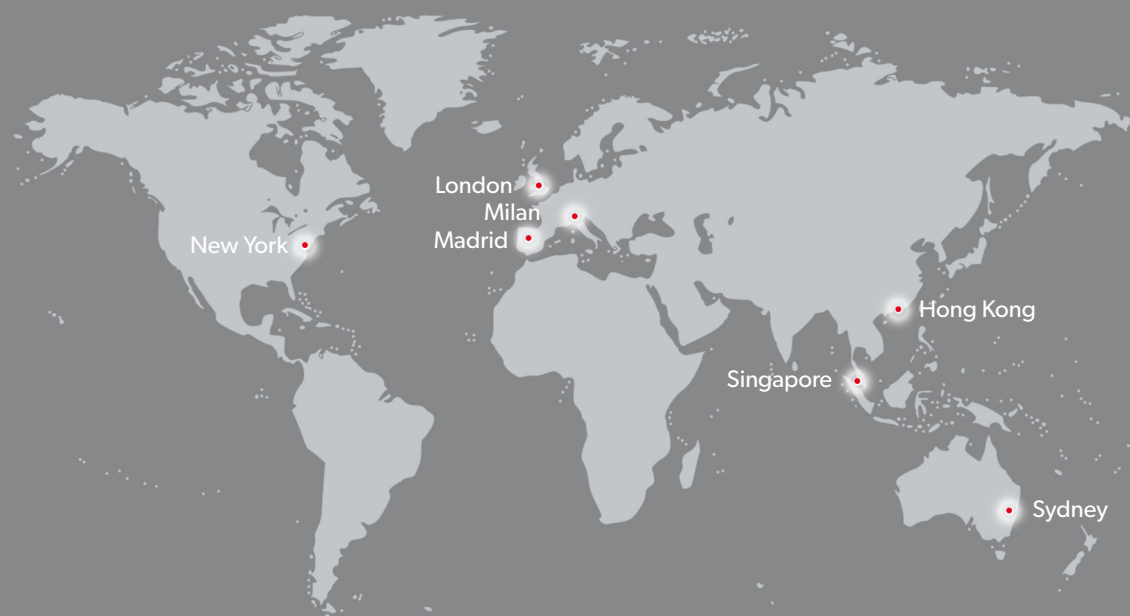 London
Milan
Madrid
New York
Hong Kong
Singapore
Sydney